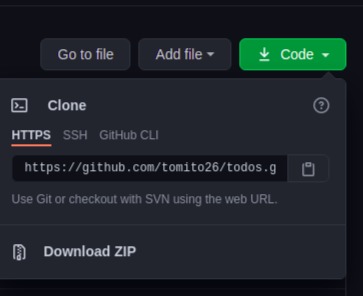 Go to file Add file Code
Clone
HTTPS SSH GitHub CLI
https://github.com/tomito26/todos.g
Use Git or checkout with SVN using the web URL.
Download ZIP